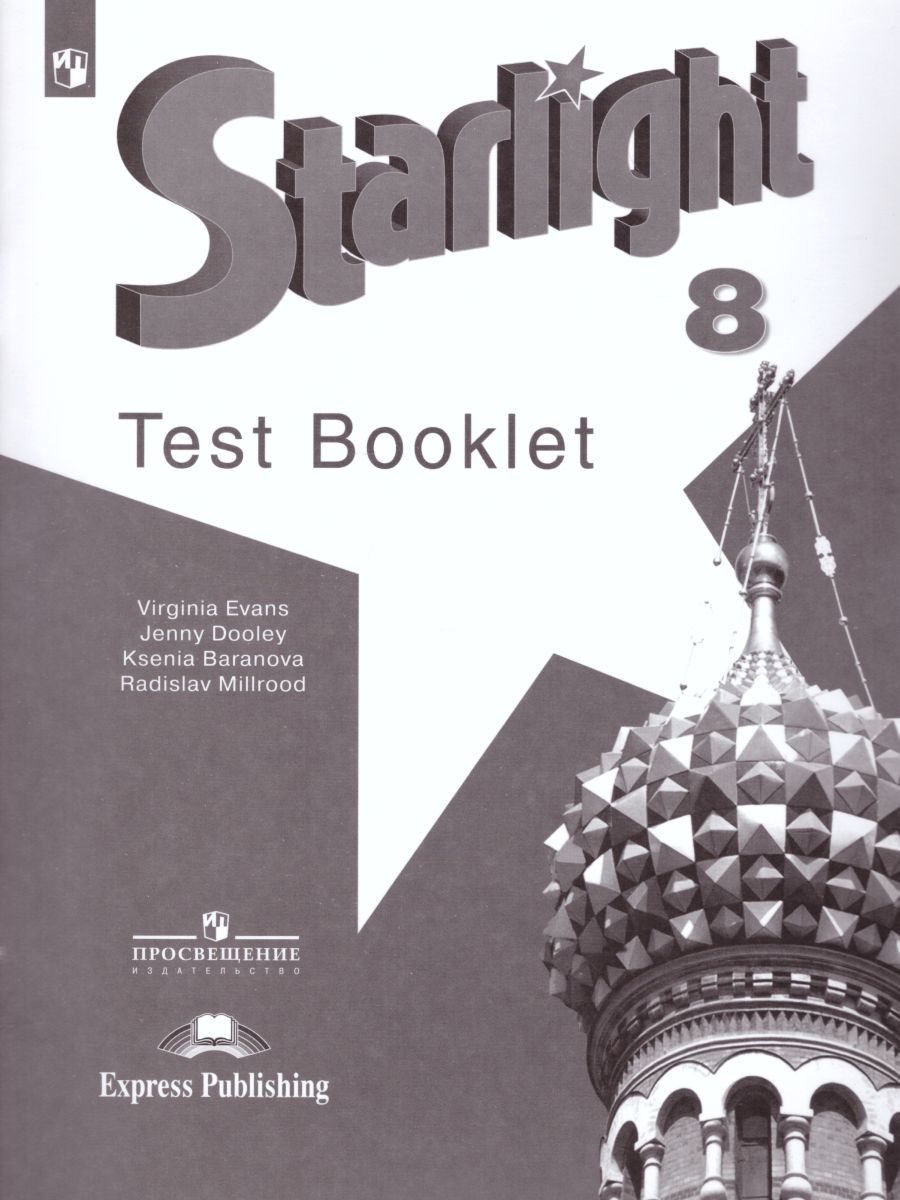 Starlight
8
Test Booklet
Virginia Evans
Jenny Dooley
Ksenia Baranova
Radislav Millrood
ПРОСВЕЩЕНИЕ
ИЗДАТЕЛЬСТВО
Express Publishing